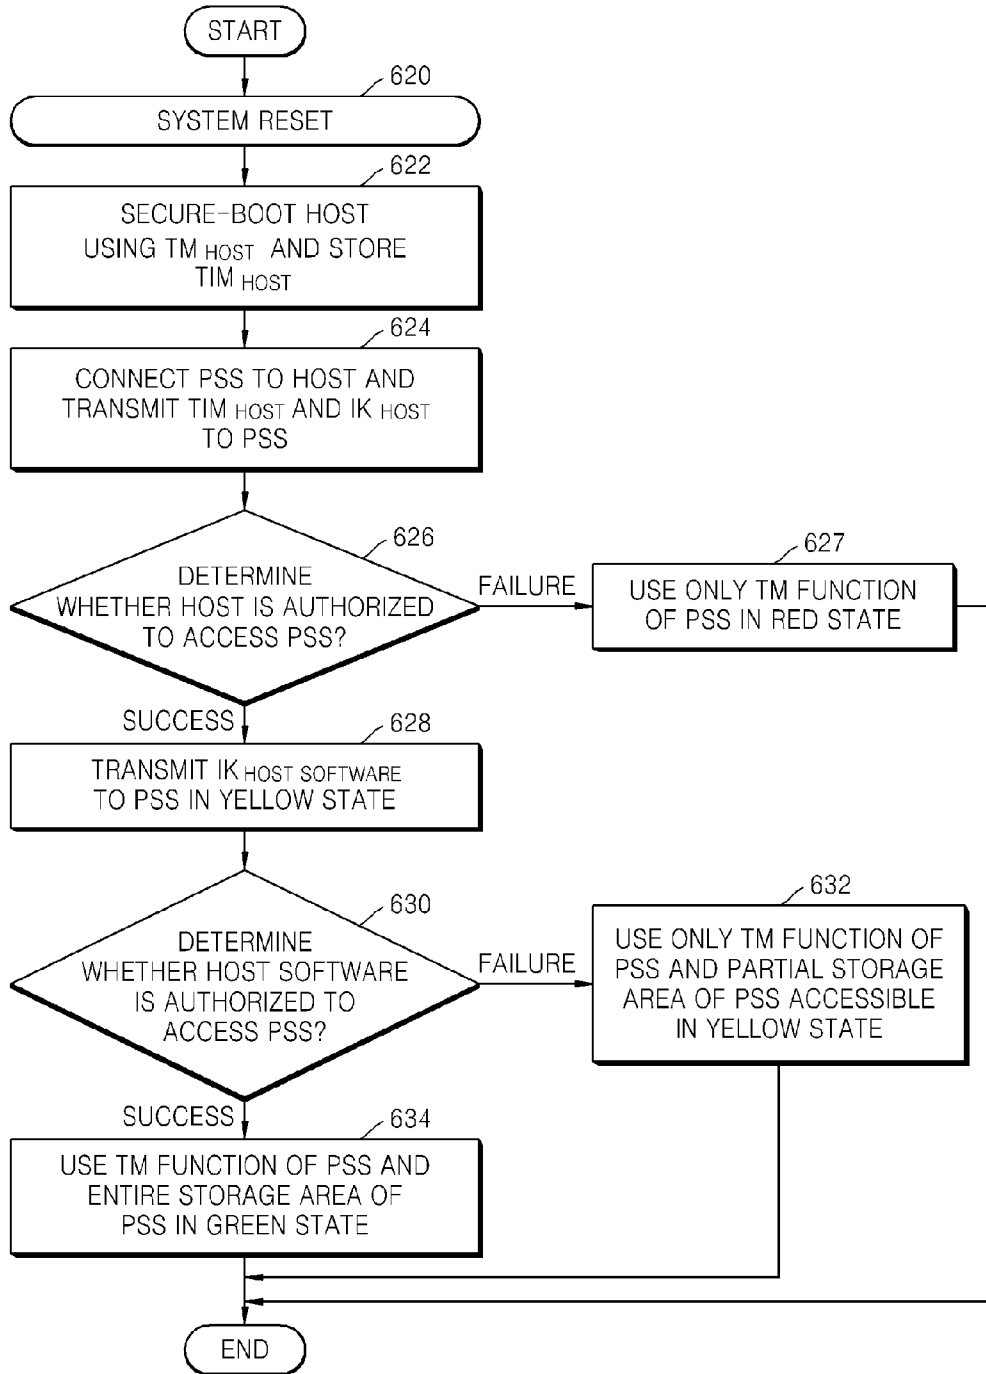 START
620
SYSTEM RESET
622
SECURE-BOOT HOST
USING TM HOST AND STORE
TIM HOST
624
CONNECT PSS TO HOST AND
TRANSMIT TIM HOST AND IK HOST
TO PSS
626
DETERMINE
WHETHER HOST IS AUTHORIZED
TO ACCESS PSS?
FAILURE
627
USE ONLY TM FUNCTION
OF PSS IN RED STATE
SUCCESS
628
TRANSMIT IK HOST SOFTWARE
TO PSS IN YELLOW STATE
630
DETERMINE
WHETHER HOST SOFTWARE
IS AUTHORIZED TO
ACCESS PSS?
FAILURE
632
USE ONLY TM FUNCTION OF
PSS AND PARTIAL STORAGE
AREA OF PSS ACCESSIBLE
IN YELLOW STATE
SUCCESS
634
USE TM FUNCTION OF PSS AND
ENTIRE STORAGE AREA OF
PSS IN GREEN STATE
END